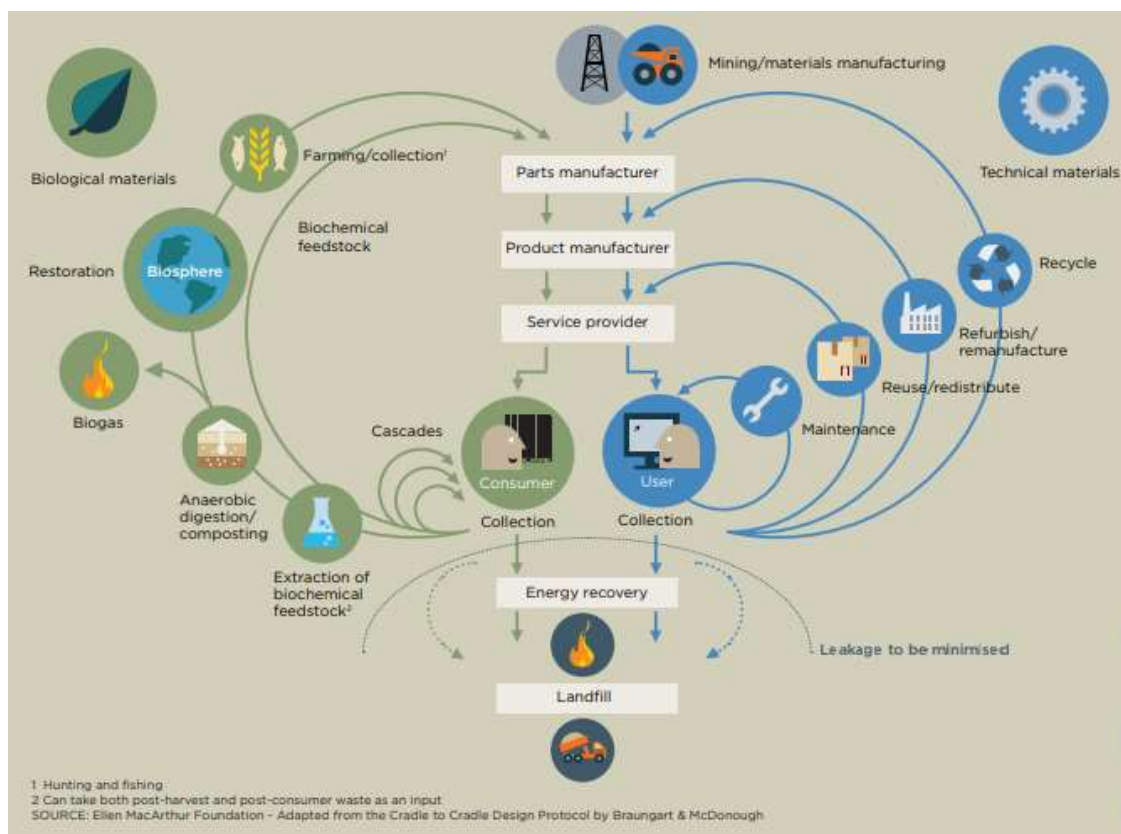 Mining/materials manufacturing
Biological materials
Technical materials
Farming/collection¹
Parts manufacturer
Biochemical
feedstock
Product manufacturer
Restoration
Biosphere
Recycle
Service provider
Refurbish/
remanufacture
Reuse/redistribute
Biogas
Cascades
Maintenance
Consumer
User
Anaerobic
digestion/
composting
Collection
Collection
Extraction of
biochemical
feedstock²
Energy recovery
Leakage to be minimised
Landfill
1 Hunting and fishing
2 Can take both post-harvest and post-consumer waste as an input
SOURCE: Ellen MacArthur Foundation - Adapted from the Cradle to Cradle Design Protocol by Braungart & McDonough